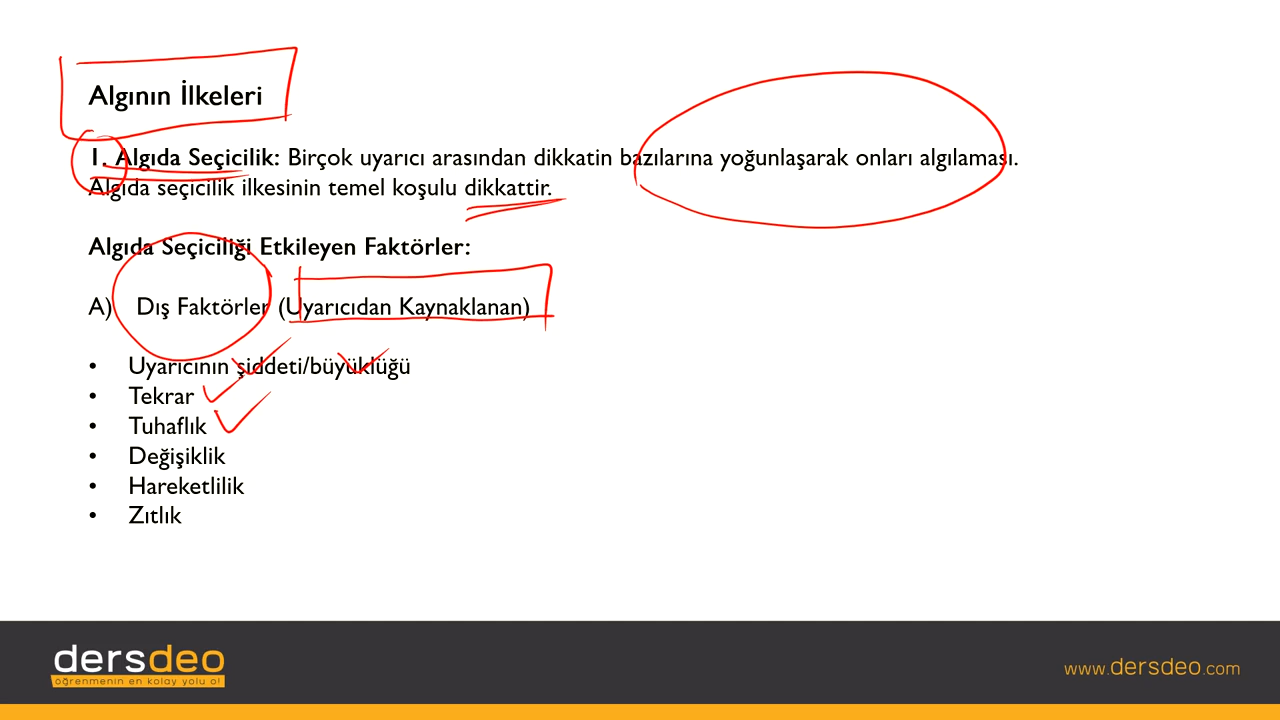 Algının İlkeleri
1. Algıda Seçicilik: Birçok uyarıcı arasından dikkatin bazılarına yoğunlaşarak onları algılaması.
Algıda seçicilik ilkesinin temel koşulu dikkattir.
Algıda Seçiciliği Etkileyen Faktörler:
A) Dış Faktörler (Uyarıcıdan Kaynaklanan)
• Uyarıcının şiddeti/büyüklüğü
• Tekrar
• Tuhaflık
• Değişiklik
• Hareketlilik
• Zıtlık
dersdeo
öğrenmenin en kolay yolu o!
www.dersdeo.com